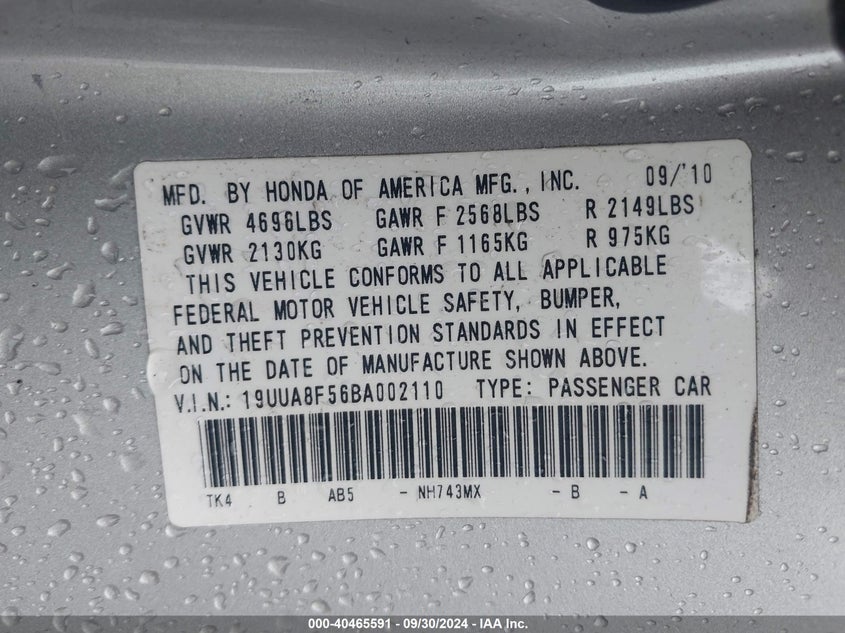 MFD. BY HONDA OF AMERICA MFG., INC. 09/'10
GVWR 4696LBS GAWR F 2568LBS R 2149LBS
GVWR 2130KG GAWR F 1165KG R 975KG
THIS VEHICLE CONFORMS TO ALL APPLICABLE
FEDERAL MOTOR VEHICLE SAFETY, BUMPER,
AND THEFT PREVENTION STANDARDS IN EFFECT
ON THE DATE OF MANUFACTURE SHOWN ABOVE.
V.I.N.: 19UUA8F56BA002110 TYPE: PASSENGER CAR
TK4 B AB5 - NH743MX - B - A
000-40465591 - 09/30/2024 - IAA Inc.